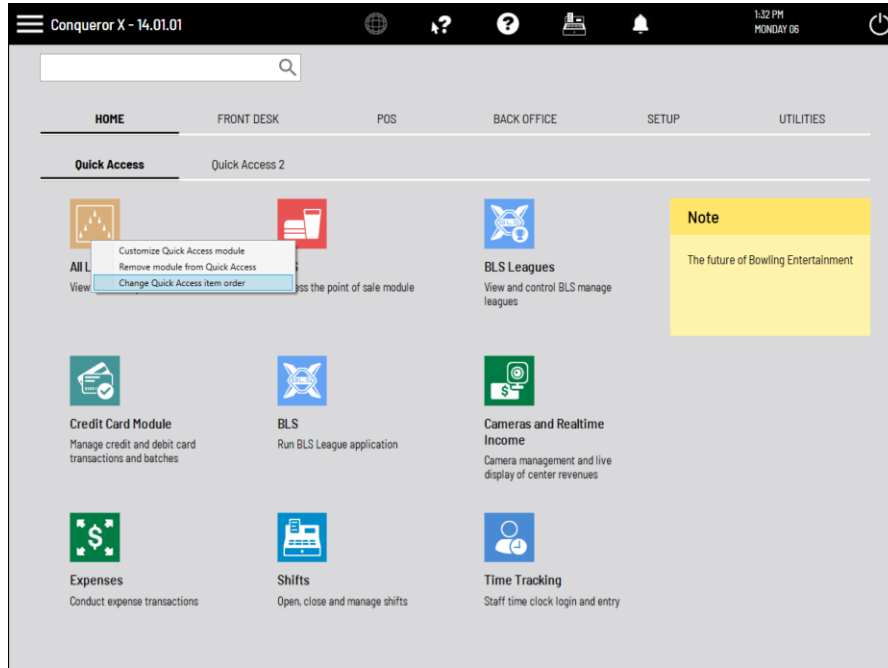 Conqueror X - 14.01.01
1:32 PM
MONDAY 06
HOME
FRONT DESK
POS
BACK OFFICE
SETUP
UTILITIES
Quick Access
Quick Access 2
Customize Quick Access module
Remove module from Quick Access
Change Quick Access item order
All L
View
ess the point of sale module
BLS Leagues
View and control BLS manage
leagues
Note
The future of Bowling Entertainment
Credit Card Module
Manage credit and debit card
transactions and batches
BLS
Run BLS League application
Cameras and Realtime
Income
Camera management and live
display of center revenues
Expenses
Conduct expense transactions
Shifts
Open, close and manage shifts
Time Tracking
Staff time clock login and entry